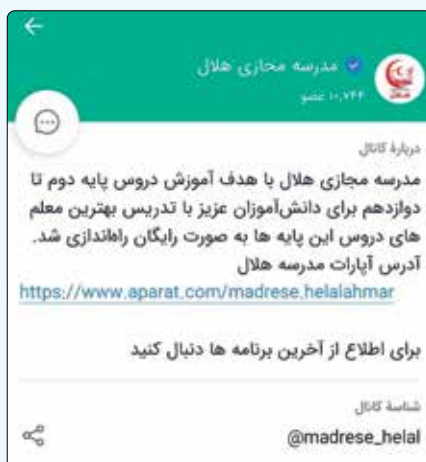 مدرسه مجازی هلال
۱۰,۷۴۴ عضو
دربارهٔ کانال
مدرسه مجازی هلال با هدف آموزش دروس پایه دوم تا
دوازدهم برای دانش‌آموزان عزیز با تدریس بهترین معلم
های دروس این پایه ها به صورت رایگان راه‌اندازی شد.
آدرس آپارات مدرسه هلال
https://www.aparat.com/madrese.helalahmar
برای اطلاع از آخرین برنامه ها دنبال کنید
شناسهٔ کانال
@madrese_helal